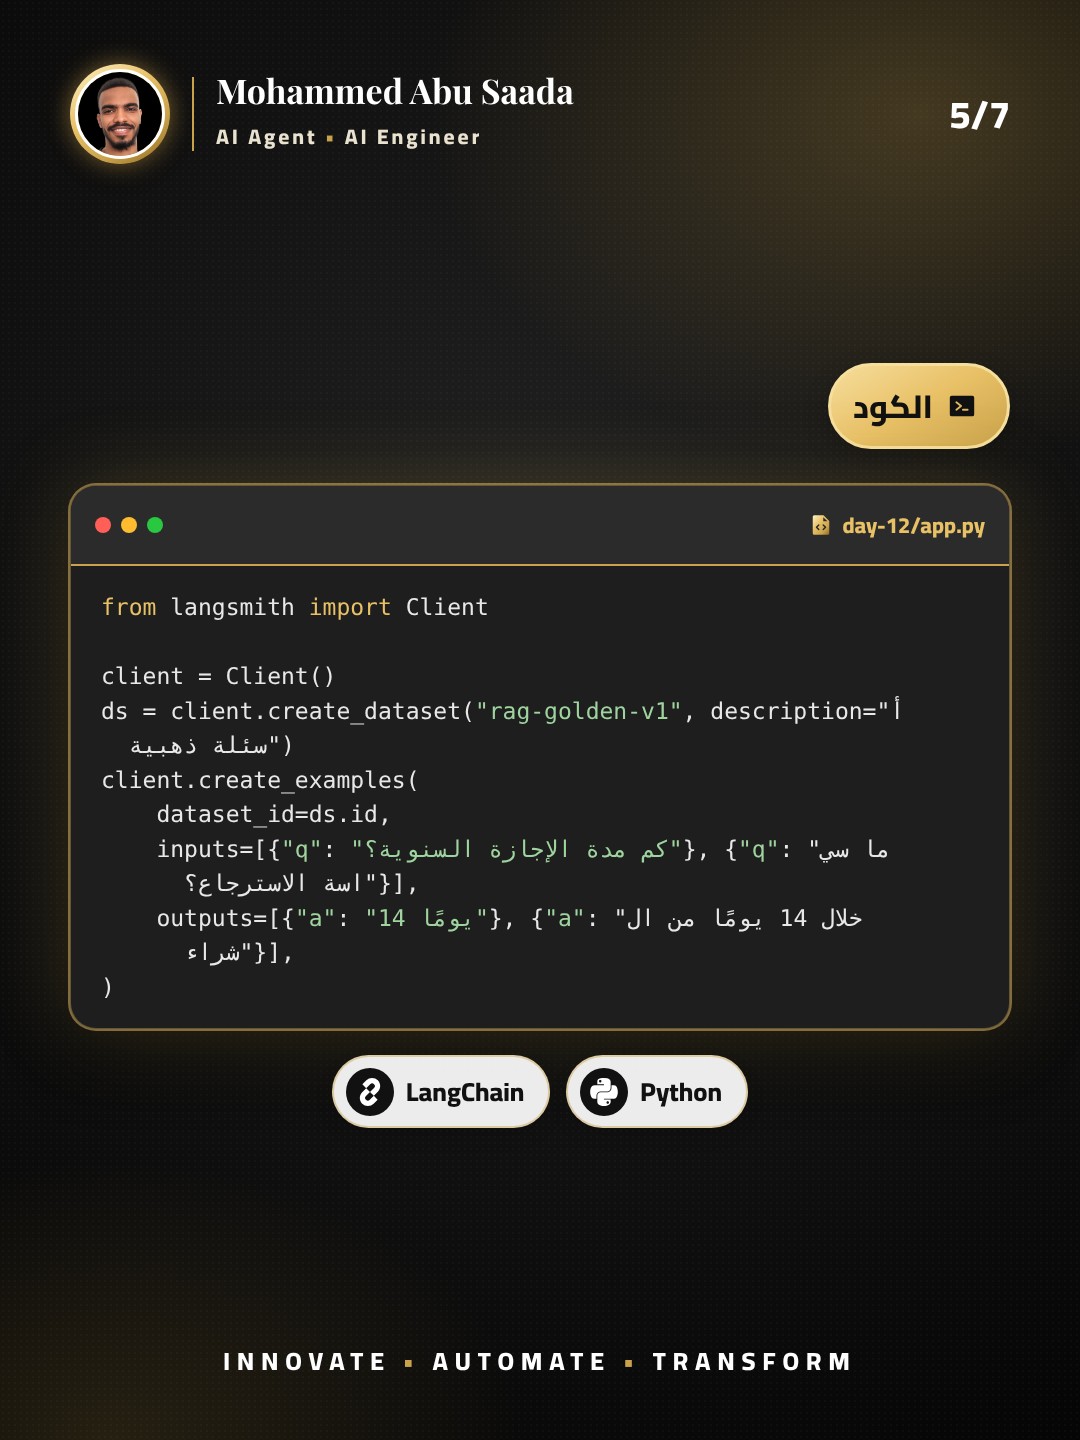 Mohammed Abu Saada
AI Agent ▪ AI Engineer
5/7
الكود
day-12/app.py
from langsmith import Client

client = Client()
ds = client.create_dataset("rag-golden-v1", description="أ
سئلة ذهبية")
client.create_examples(
    dataset_id=ds.id,
    inputs=[{"q": "كم مدة الإجازة السنوية؟"}, {"q": "ما سي
اسة الاسترجاع؟"}],
    outputs=[{"a": "14 يومًا"}, {"a": "خلال 14 يومًا من ال
شراء"}],
)
LangChain
Python
INNOVATE ▪ AUTOMATE ▪ TRANSFORM